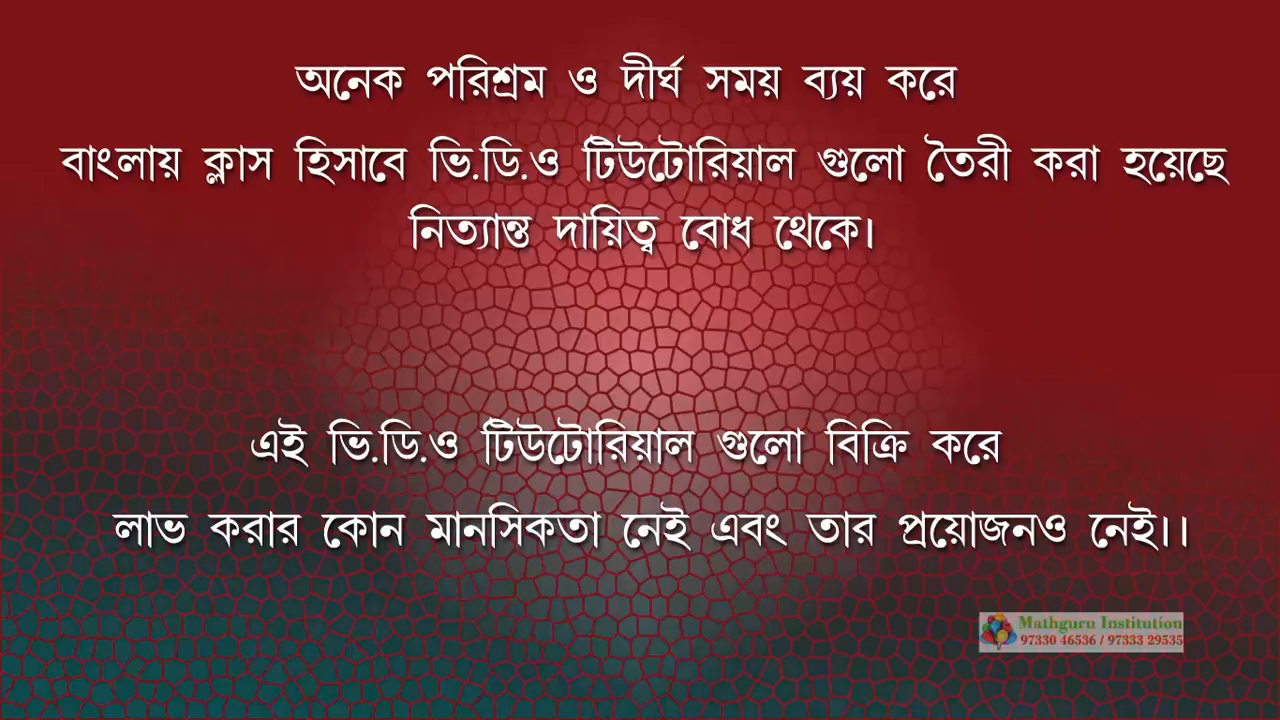 অনেক পরিশ্রম ও দীর্ঘ সময় ব্যয় করে
বাংলায় ক্লাস হিসাবে ভি.ডি.ও টিউটোরিয়াল গুলো তৈরী করা হয়েছে
নিত্যান্ত দায়িত্ব বোধ থেকে।
এই ভি.ডি.ও টিউটোরিয়াল গুলো বিক্রি করে
লাভ করার কোন মানসিকতা নেই এবং তার প্রয়োজনও নেই।।
Mathguru Institution
97330 46536 / 97333 29535